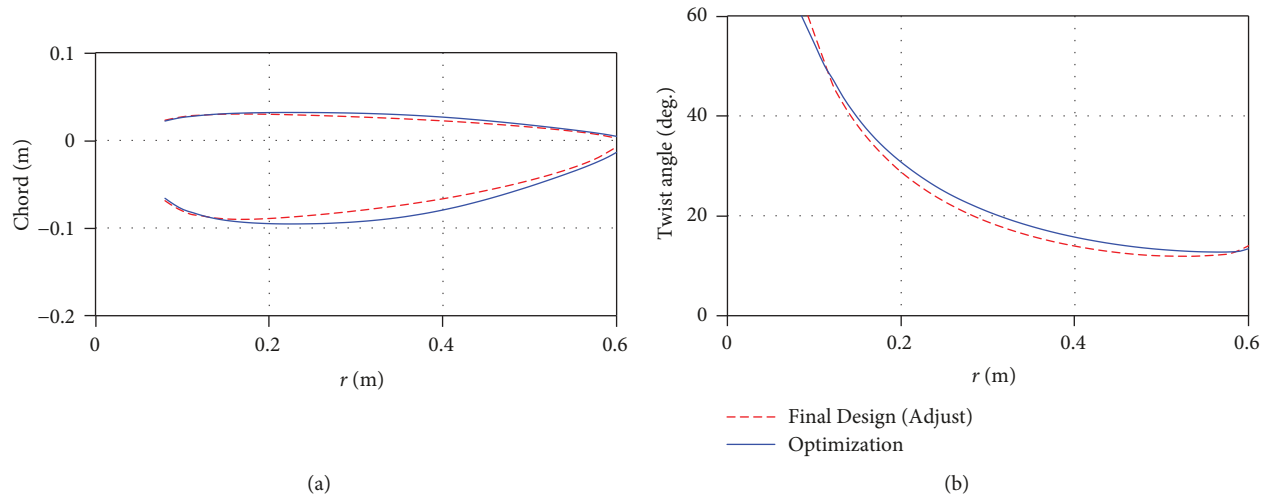 0.1
0
−0.1
−0.2
Chord (m)
0
0.2
0.4
0.6
r (m)
(a)
60
40
20
0
Twist angle (deg.)
0
0.2
0.4
0.6
r (m)
Final Design (Adjust)
Optimization
(b)